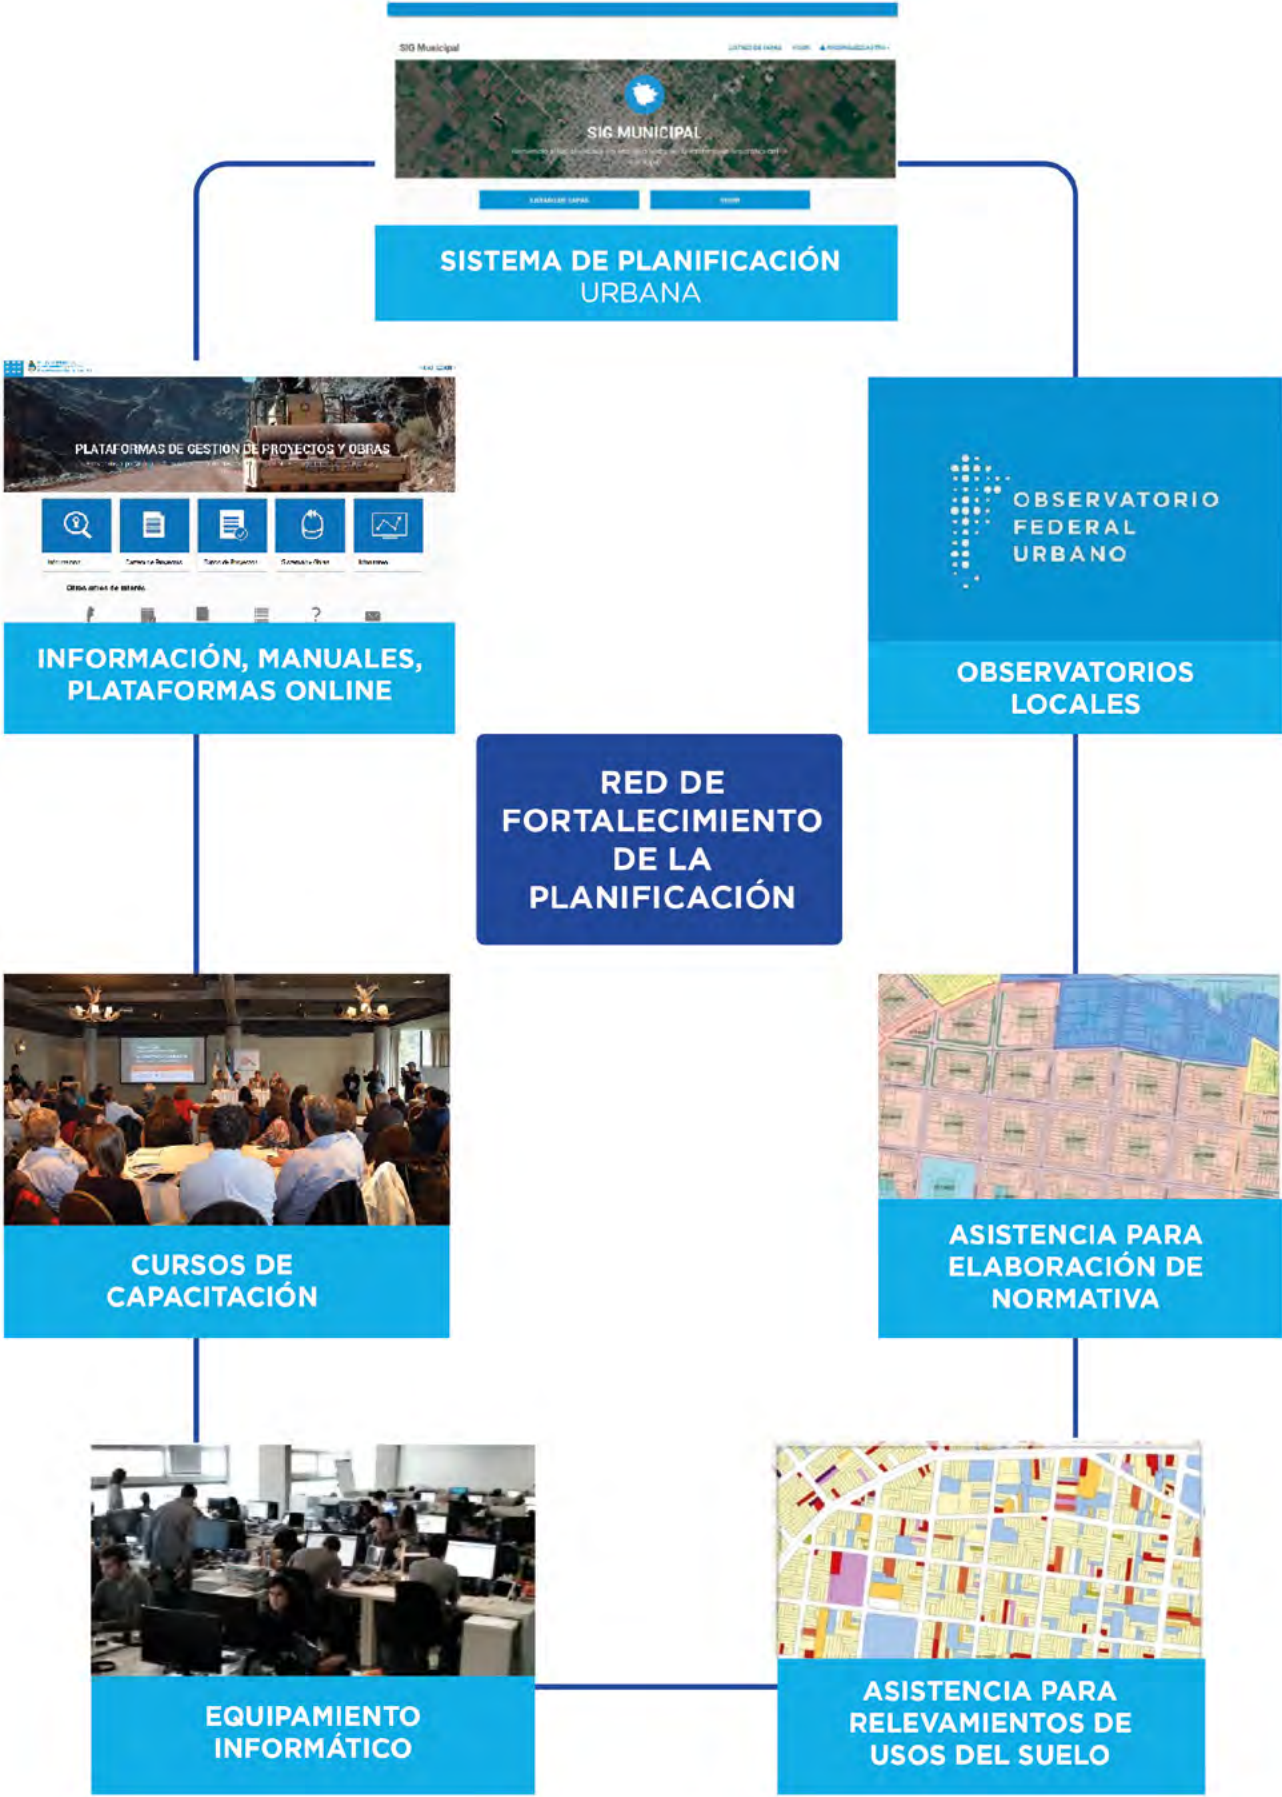 SIG Municipal
SIG MUNICIPAL
SISTEMA DE PLANIFICACIÓN
URBANA
PLATAFORMAS DE GESTION DE PROYECTOS Y OBRAS
INFORMACIÓN, MANUALES,
PLATAFORMAS ONLINE
OBSERVATORIO
FEDERAL
URBANO
OBSERVATORIOS
LOCALES
RED DE
FORTALECIMIENTO
DE LA
PLANIFICACIÓN
CURSOS DE
CAPACITACIÓN
ASISTENCIA PARA
ELABORACIÓN DE
NORMATIVA
EQUIPAMIENTO
INFORMÁTICO
ASISTENCIA PARA
RELEVAMIENTOS DE
USOS DEL SUELO